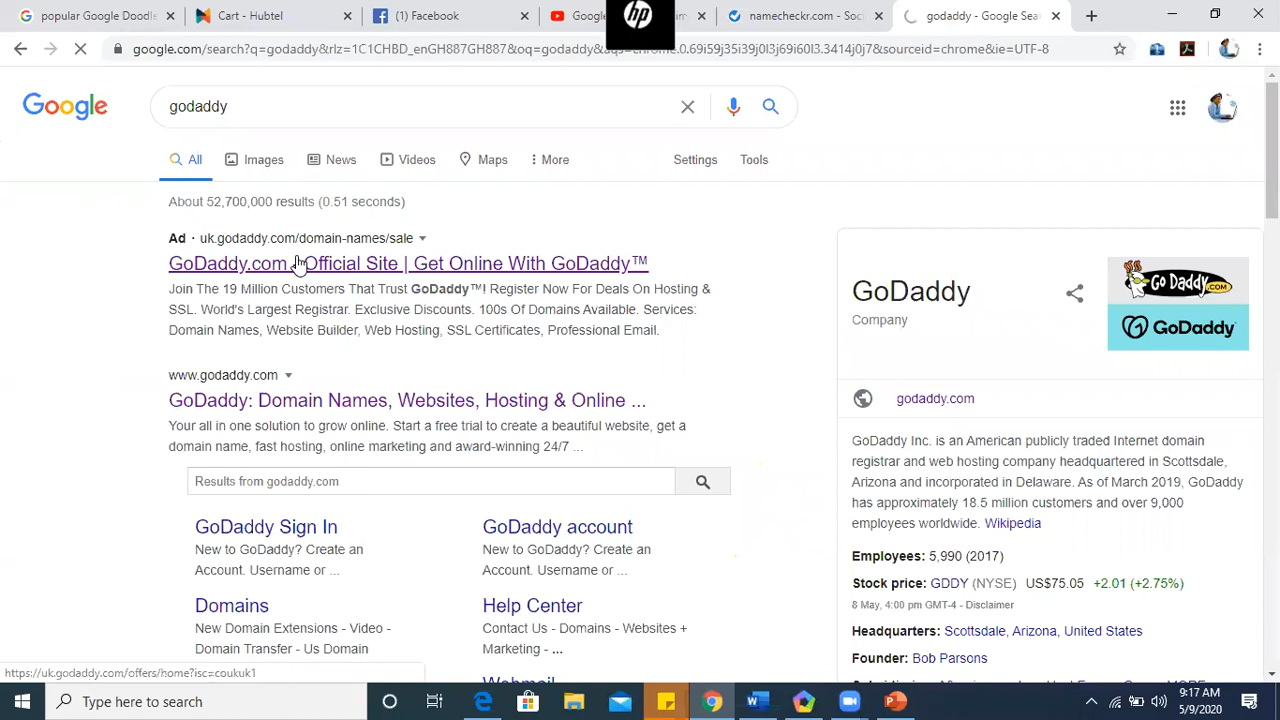 popular Google Doodle
Cart - Hubtel
(1) Facebook
namecheckr.com - Soc
godaddy - Google Sear
hp
google.com/search?q=godaddy&rlz=1C1CHBD_enGH887GH887&oq=godaddy&aqs=chrome.0.69i59j35i39j0l3j69i60l3.3414j0j7&sourceid=chrome&ie=UTF-8
Google
godaddy
All
Images
News
Videos
Maps
More
Settings
Tools
About 52,700,000 results (0.51 seconds)
Ad · uk.godaddy.com/domain-names/sale
GoDaddy.com Official Site | Get Online With GoDaddy™
Join The 19 Million Customers That Trust GoDaddy™! Register Now For Deals On Hosting &
SSL. World's Largest Registrar. Exclusive Discounts. 100s Of Domains Available. Services:
Domain Names, Website Builder, Web Hosting, SSL Certificates, Professional Email.
www.godaddy.com
GoDaddy: Domain Names, Websites, Hosting & Online ...
Your all in one solution to grow online. Start a free trial to create a beautiful website, get a
domain name, fast hosting, online marketing and award-winning 24/7 ...
Results from godaddy.com
GoDaddy Sign In
New to GoDaddy? Create an
Account. Username or ...
GoDaddy account
New to GoDaddy? Create an
Account. Username or ...
Domains
New Domain Extensions - Video -
Domain Transfer - Us Domain
Help Center
Contact Us - Domains - Websites +
Marketing - ...
Webmail
GoDaddy
Company
Go Daddy .COM
GoDaddy
godaddy.com
GoDaddy Inc. is an American publicly traded Internet domain
registrar and web hosting company headquartered in Scottsdale,
Arizona and incorporated in Delaware. As of March 2019, GoDaddy
has approximately 18.5 million customers and over 9,000
employees worldwide. Wikipedia
Employees: 5,990 (2017)
Stock price: GDDY (NYSE) US$75.05 +2.01 (+2.75%)
8 May, 4:00 pm GMT-4 - Disclaimer
Headquarters: Scottsdale, Arizona, United States
Founder: Bob Parsons
https://uk.godaddy.com/offers/home?isc=coukuk1
Type here to search
9:17 AM
5/9/2020